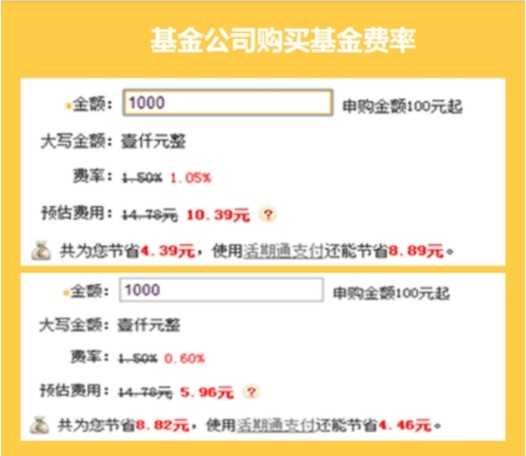 基金公司购买基金费率
*金额： 1000 申购金额100元起
大写金额：壹仟元整
费率：1.50% 1.05%
预估费用：14.78元 10.39元 ?
共为您节省4.39元，使用活期通支付还能节省8.89元。
*金额： 1000 申购金额100元起
大写金额：壹仟元整
费率：1.50% 0.60%
预估费用：14.78元 5.96元 ?
共为您节省8.82元，使用活期通支付还能节省4.46元。